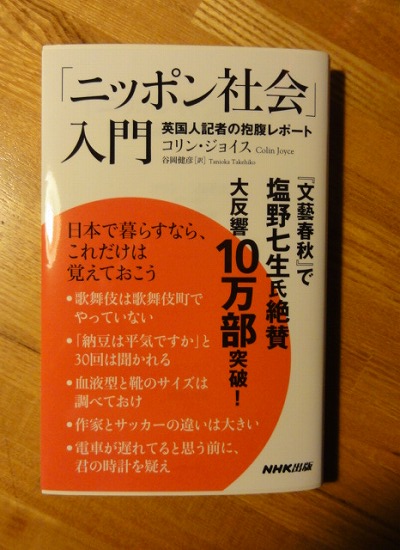 「ニッポン社会」
入門
英国人記者の抱腹レポート
コリン・ジョイス Colin Joyce
谷岡健彦[訳] Tanioka Takehiko
『文藝春秋』で
塩野七生氏絶賛
大反響
10万部突破!
日本で暮らすなら、
これだけは
覚えておこう
•歌舞伎は歌舞伎町で
やっていない
•「納豆は平気ですか」と
30回は聞かれる
•血液型と靴のサイズは
調べておけ
•作家とサッカーの違いは大きい
•電車が遅れてると思う前に、
君の時計を疑え
NHK出版